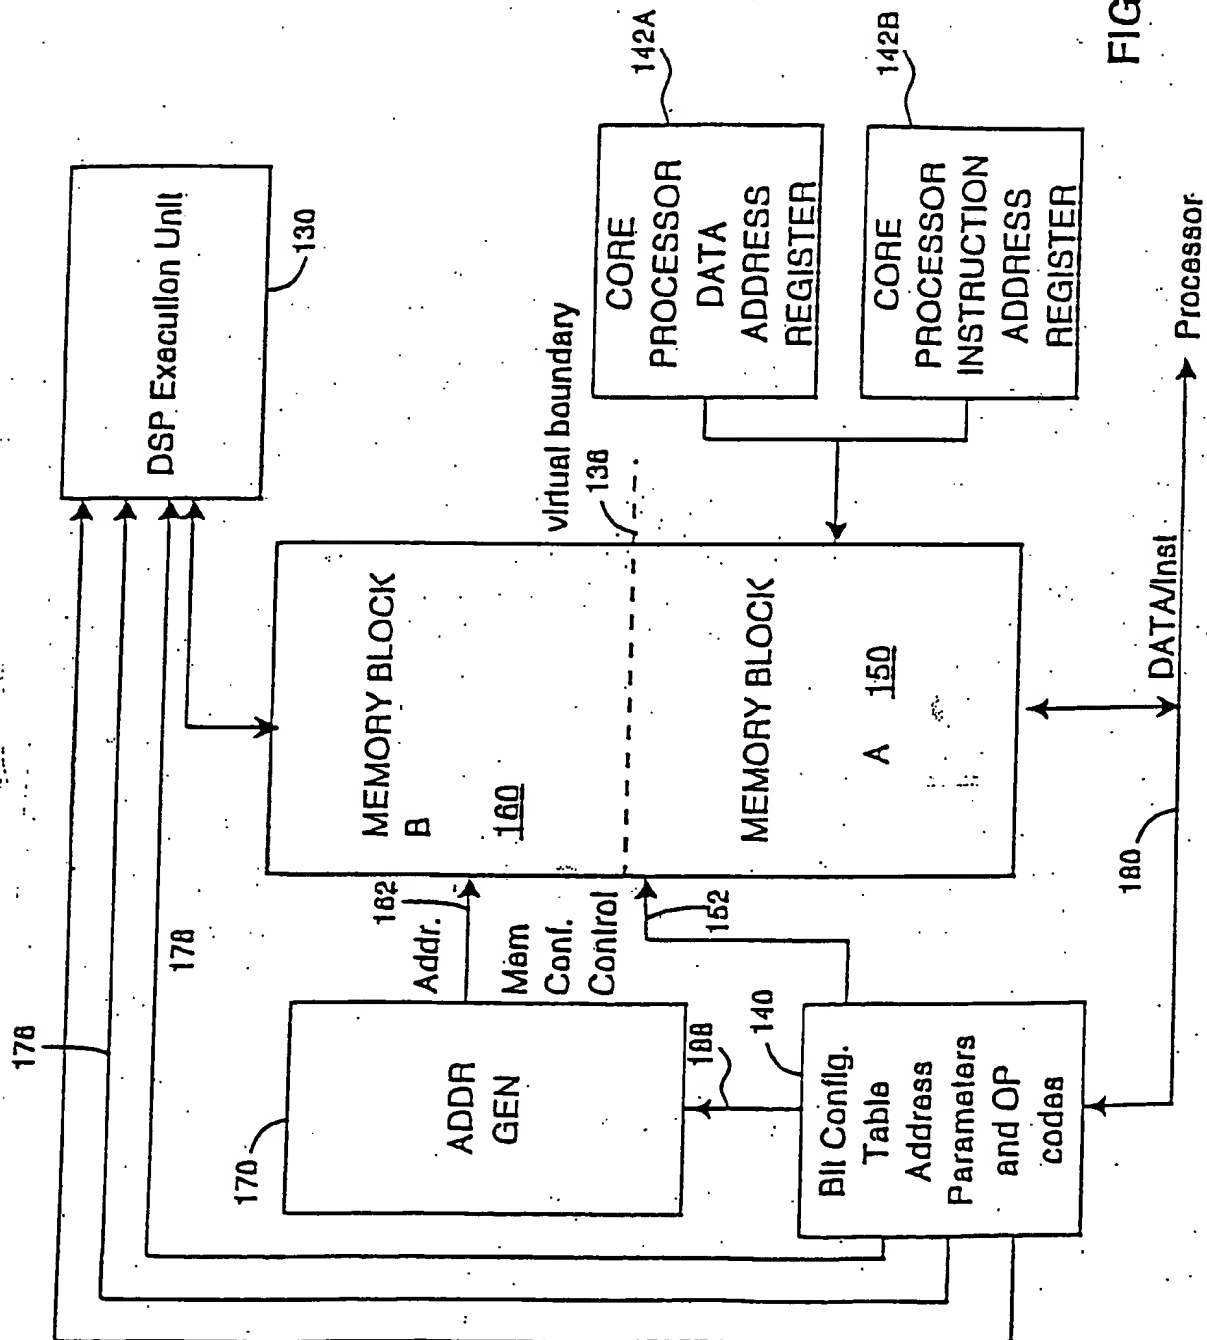 176
178
170
ADDR
GEN
Addr.
162
Mem
Conf.
Control
152
188
140
Bit Config.
Table
Address
Parameters
and OP
codes
DSP Execution Unit
130
MEMORY BLOCK
B
160
virtual boundary
138
MEMORY BLOCK
A
150
CORE
PROCESSOR
DATA
ADDRESS
REGISTER
142A
CORE
PROCESSOR
INSTRUCTION
ADDRESS
REGISTER
142B
180
DATA/Inst
Processor
FIG